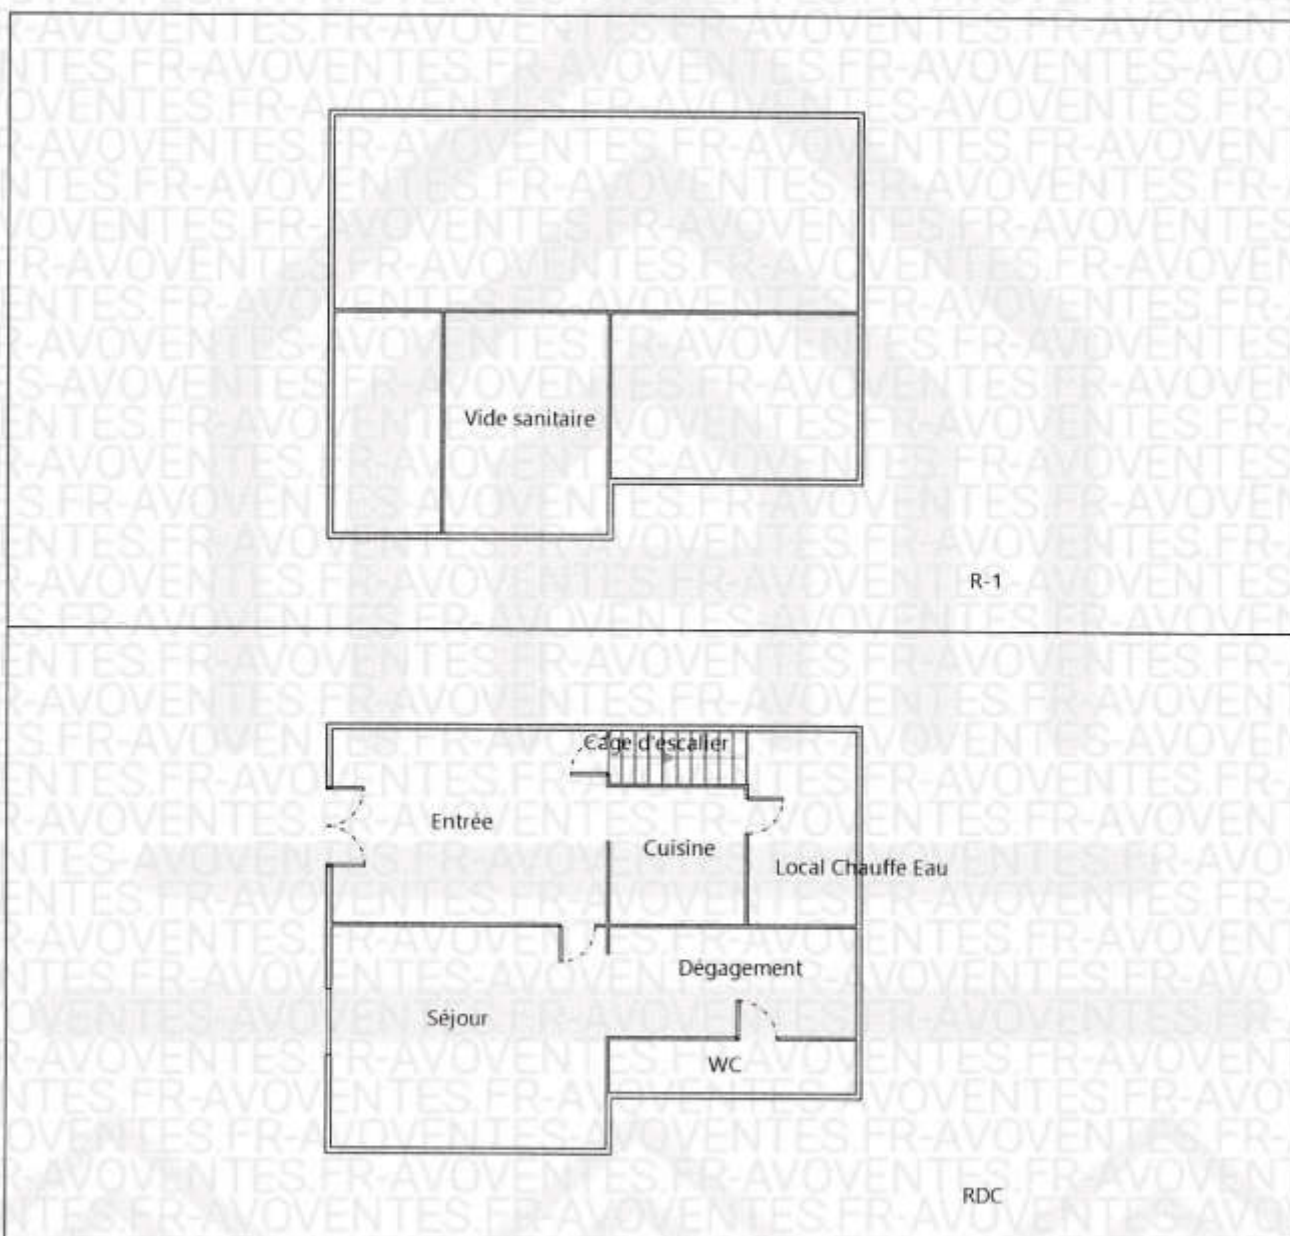 Vide sanitaire
R-1
Cage d'escalier
Entrée
Cuisine
Local Chauffe Eau
Dégagement
Séjour
WC
RDC